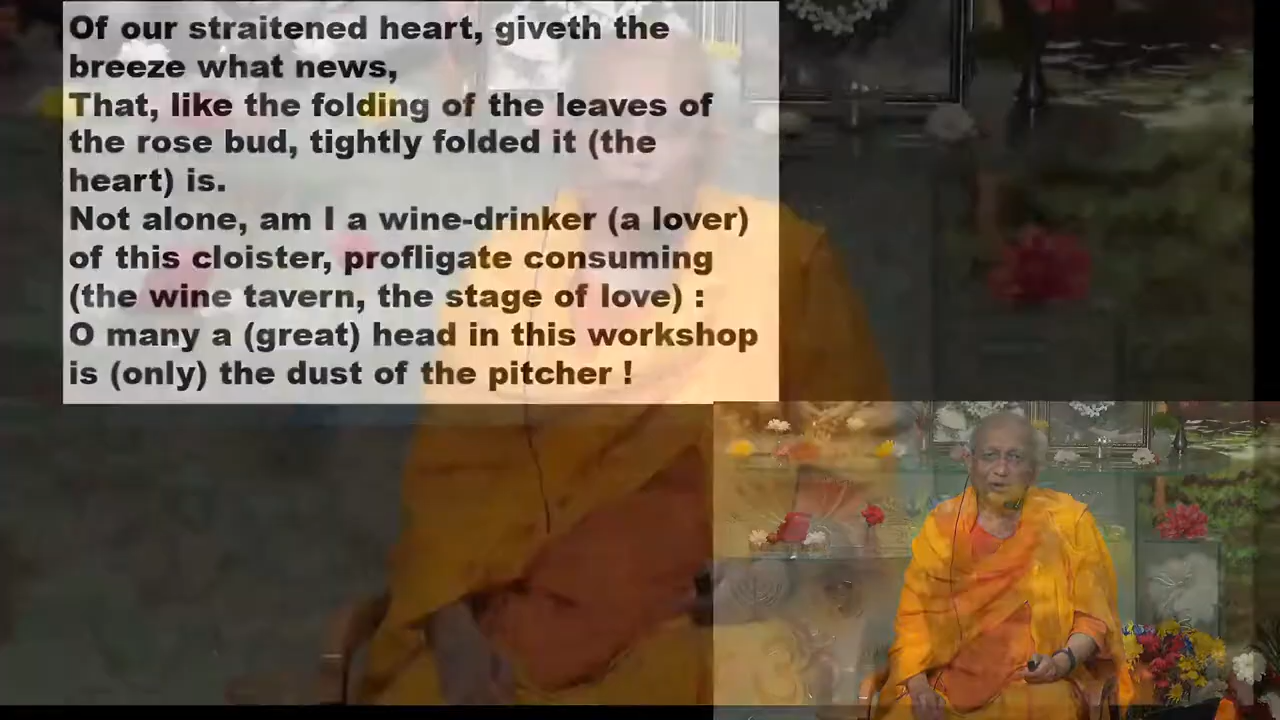 Of our straitened heart, giveth the
breeze what news,
That, like the folding of the leaves of
the rose bud, tightly folded it (the
heart) is.
Not alone, am I a wine-drinker (a lover)
of this cloister, profligate consuming
(the wine tavern, the stage of love) :
O many a (great) head in this workshop
is (only) the dust of the pitcher !